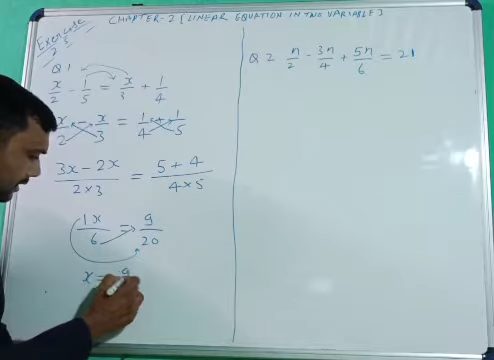 CHAPTER-2 [LINEAR EQUATION IN TWO VARIABLE]
Exercise
2.3
Q 1
x/2 - 1/5 = x/3 + 1/4
x/2 - x/3 = 1/4 + 1/5
3x-2x/2×3 = 5+4/4×5
1x/6 = 9/20
x = 9
Q 2 n/2 - 3n/4 + 5n/6 = 21